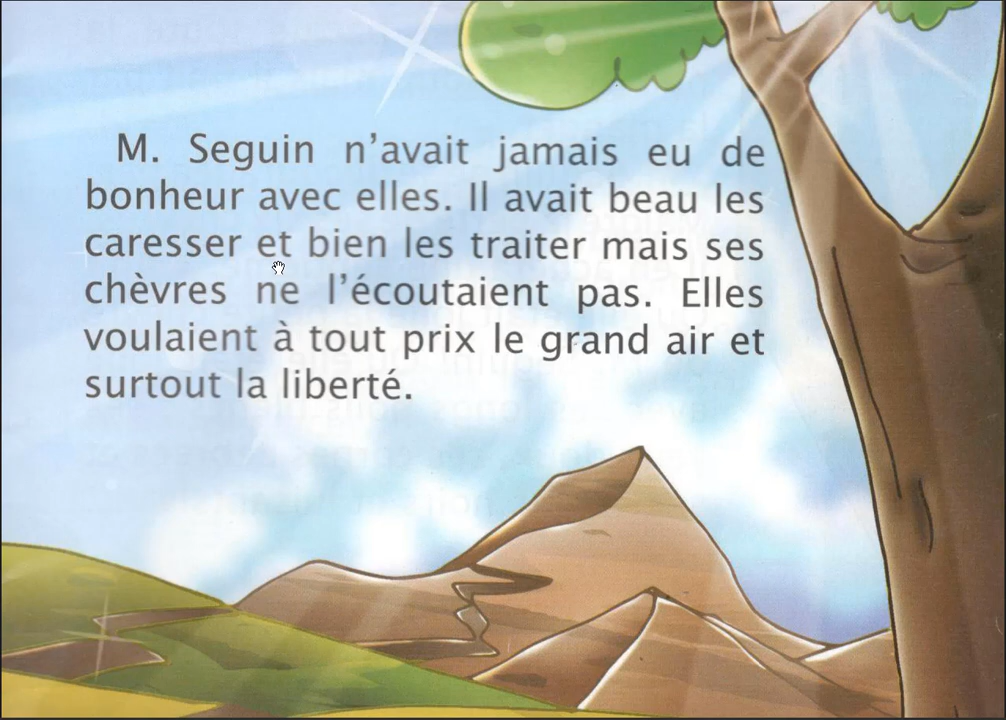 M. Seguin n'avait jamais eu de
bonheur avec elles. Il avait beau les
caresser et bien les traiter mais ses
chèvres ne l'écoutaient pas. Elles
voulaient à tout prix le grand air et
surtout la liberté.